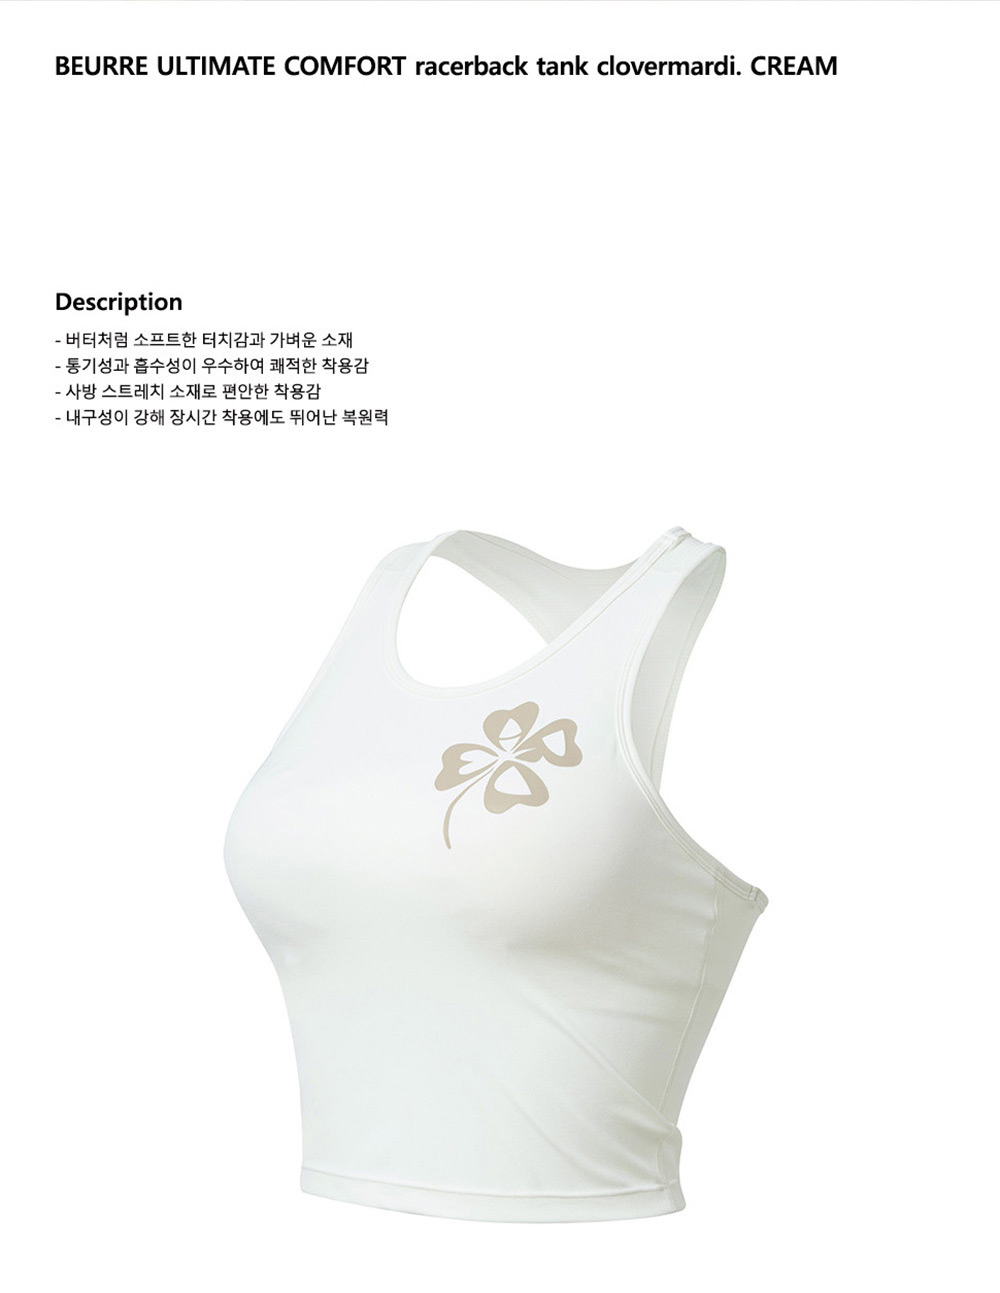 BEURRE ULTIMATE COMFORT racerback tank clovermardi. CREAM
Description
- 버터처럼 소프트한 터치감과 가벼운 소재
- 통기성과 흡수성이 우수하여 쾌적한 착용감
- 사방 스트레치 소재로 편안한 착용감
- 내구성이 강해 장시간 착용에도 뛰어난 복원력